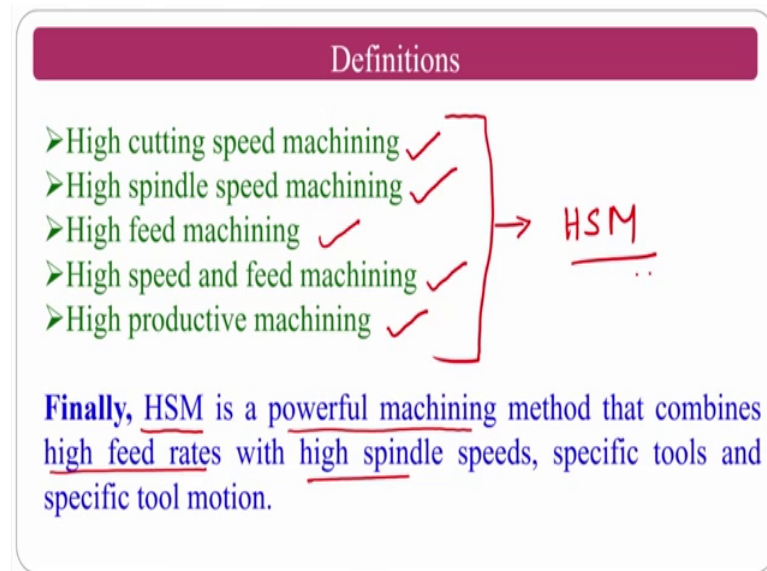 Definitions
➢High cutting speed machining
➢High spindle speed machining
➢High feed machining
➢High speed and feed machining
➢High productive machining
HSM
Finally, HSM is a powerful machining method that combines
high feed rates with high spindle speeds, specific tools and
specific tool motion.